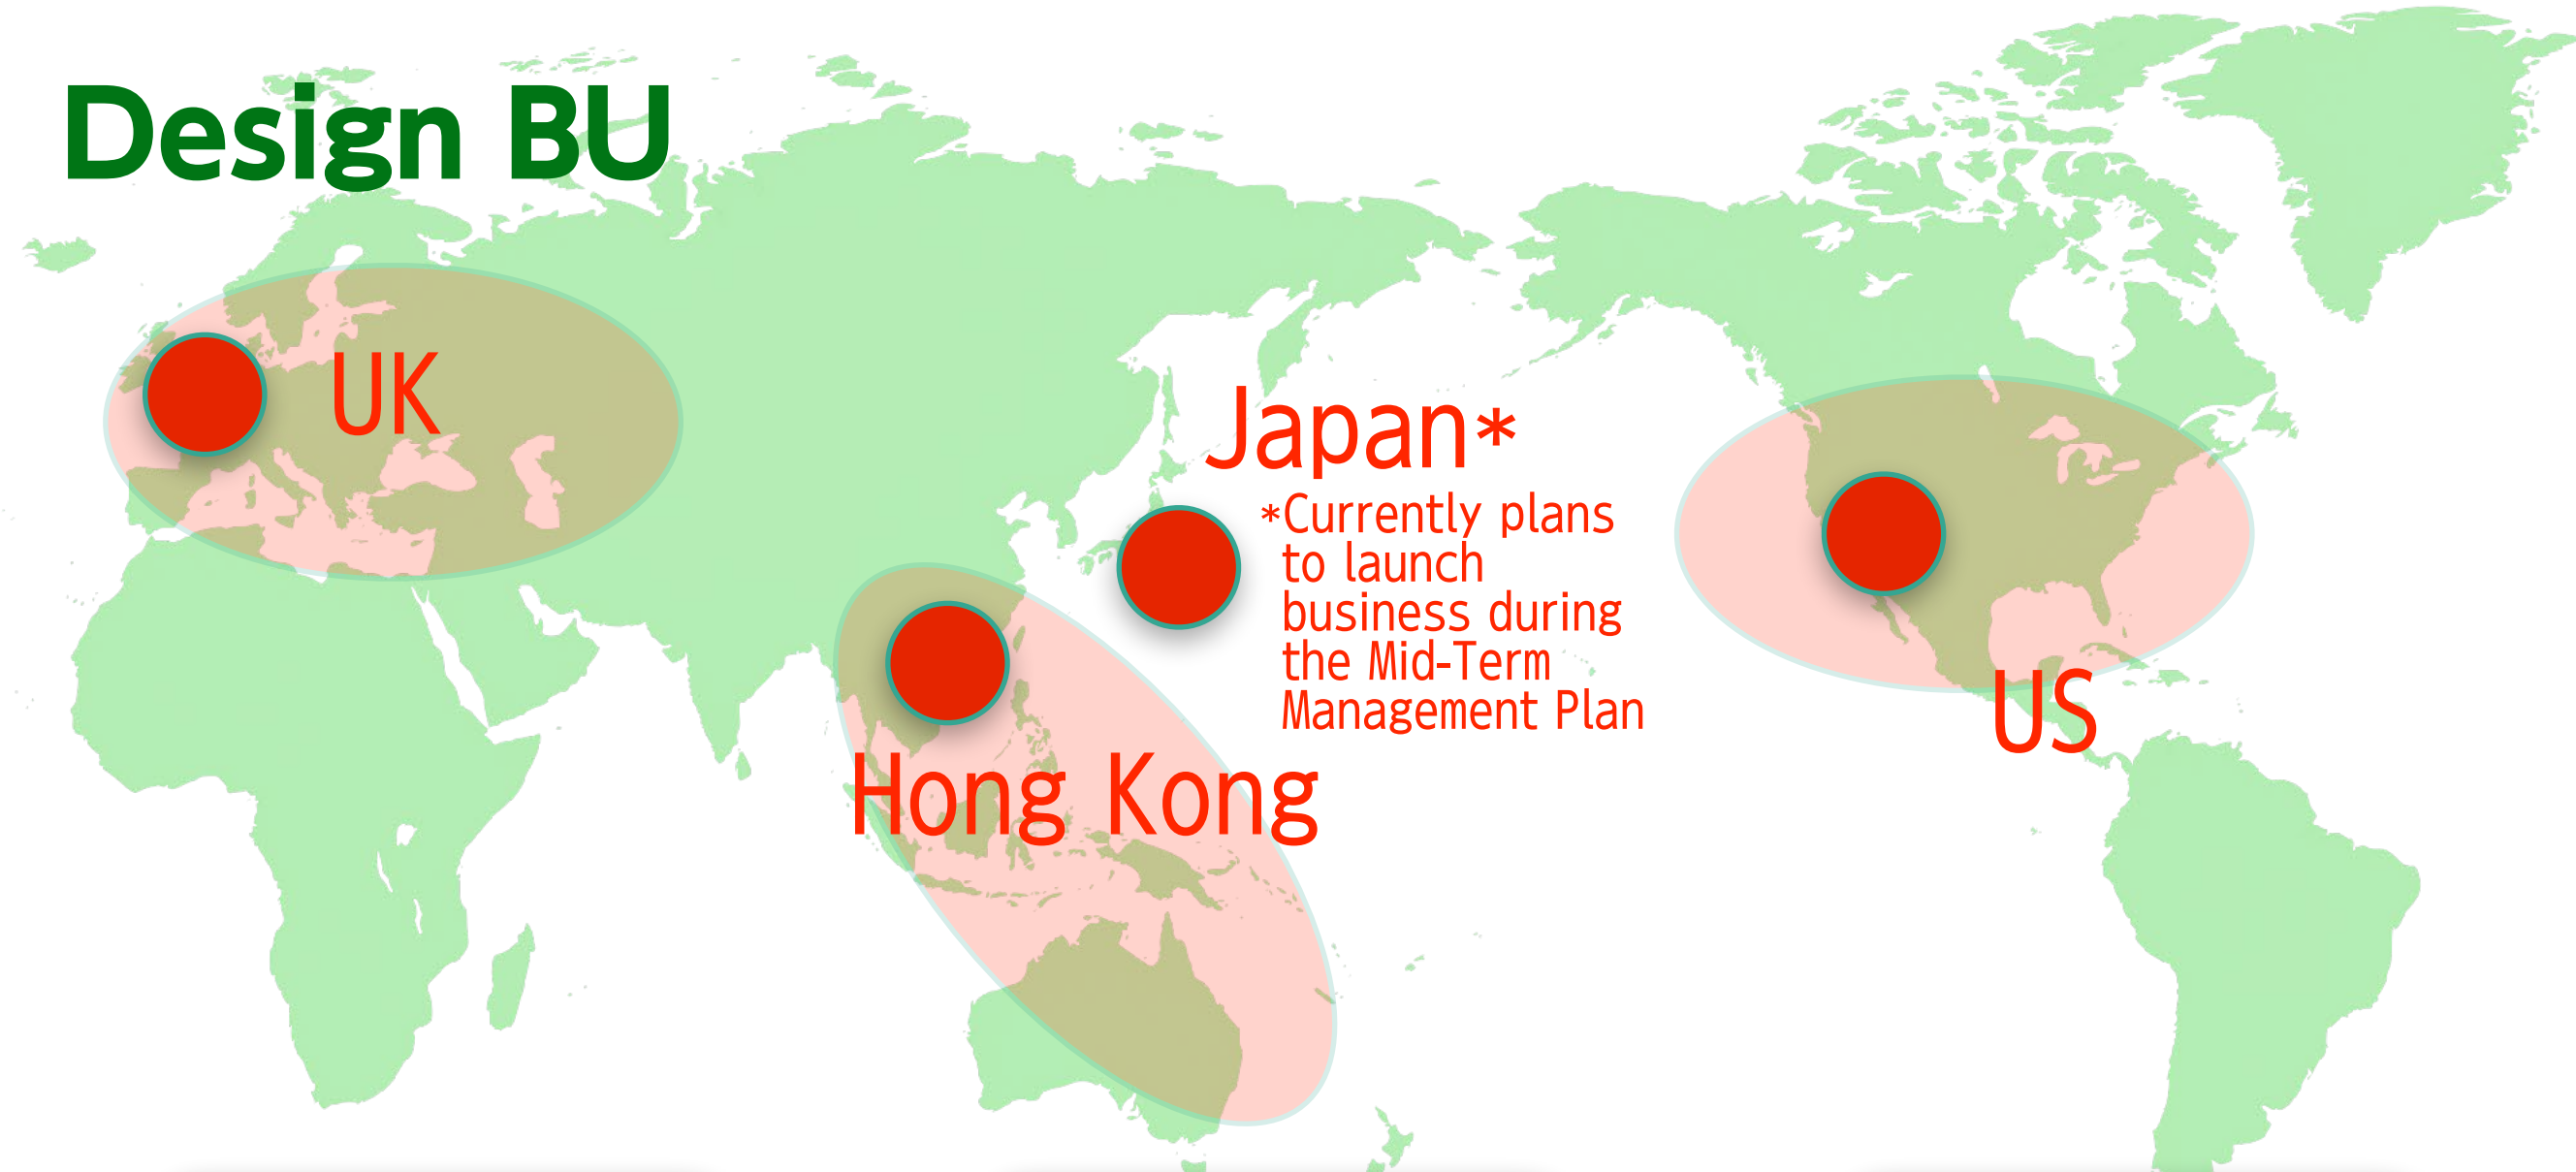 Design BU
UK
Japan*
*Currently plans
to launch
business during
the Mid-Term
Management Plan
Hong Kong
US